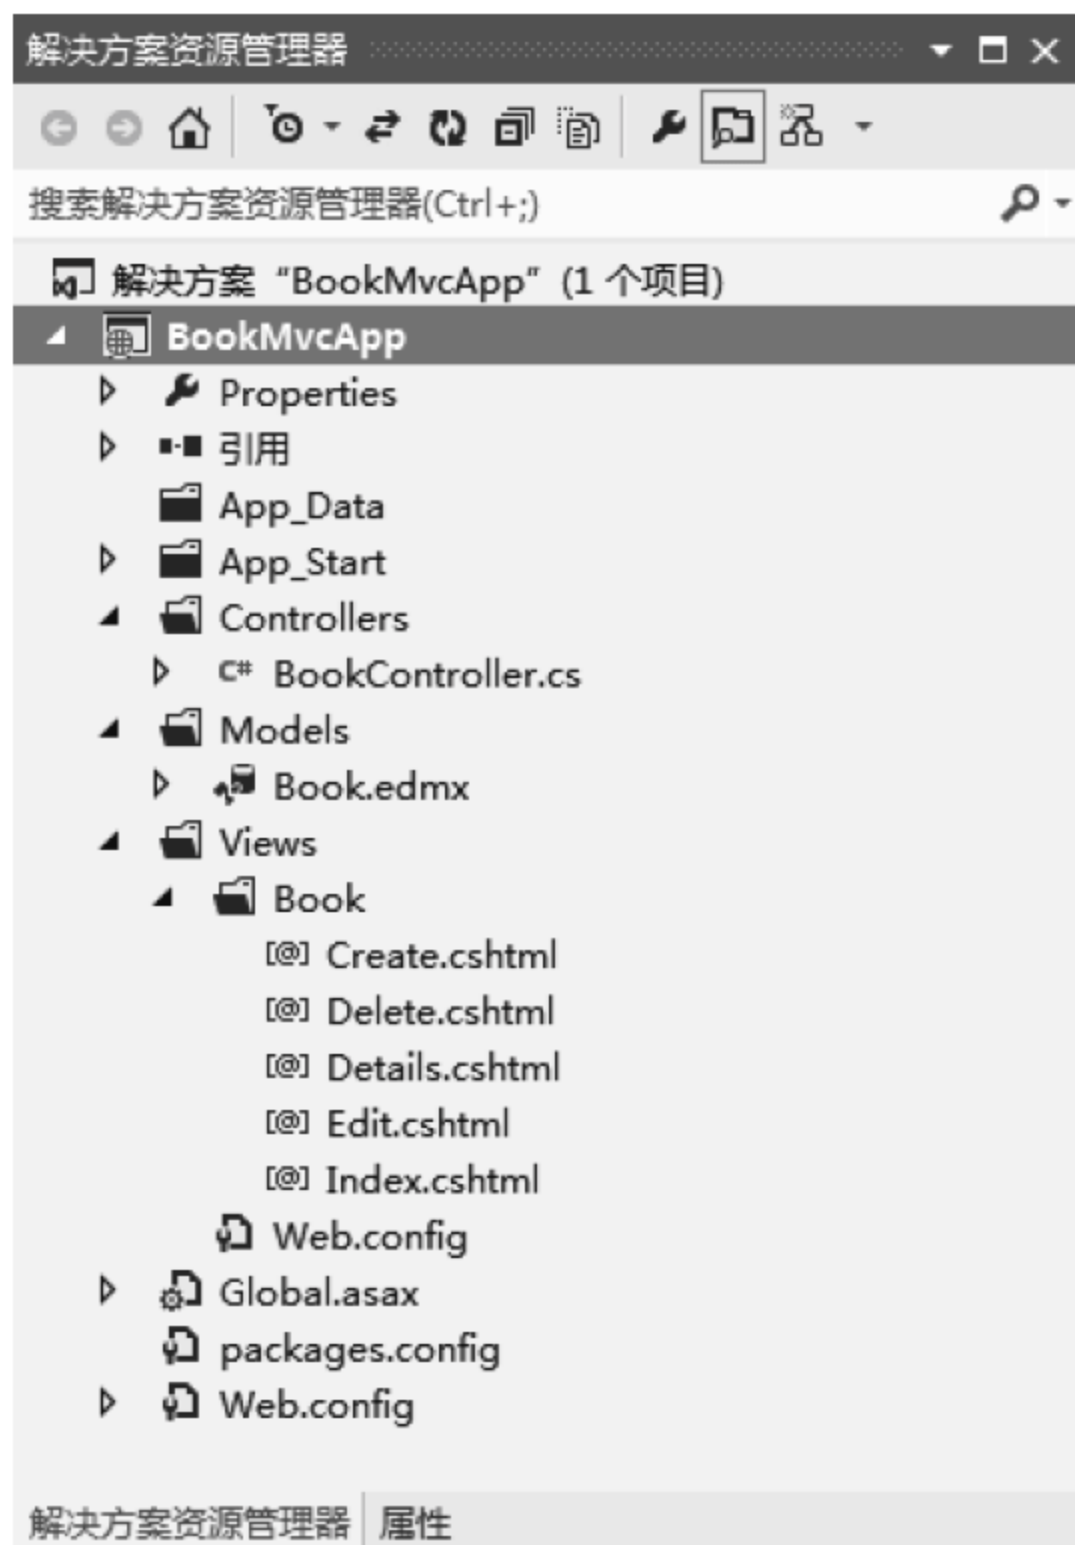 解决方案资源管理器
搜索解决方案资源管理器(Ctrl+;)
解决方案 “BookMvcApp” (1 个项目)
BookMvcApp
Properties
引用
App_Data
App_Start
Controllers
C# BookController.cs
Models
Book.edmx
Views
Book
[@] Create.cshtml
[@] Delete.cshtml
[@] Details.cshtml
[@] Edit.cshtml
[@] Index.cshtml
Web.config
Global.asax
packages.config
Web.config
解决方案资源管理器 属性